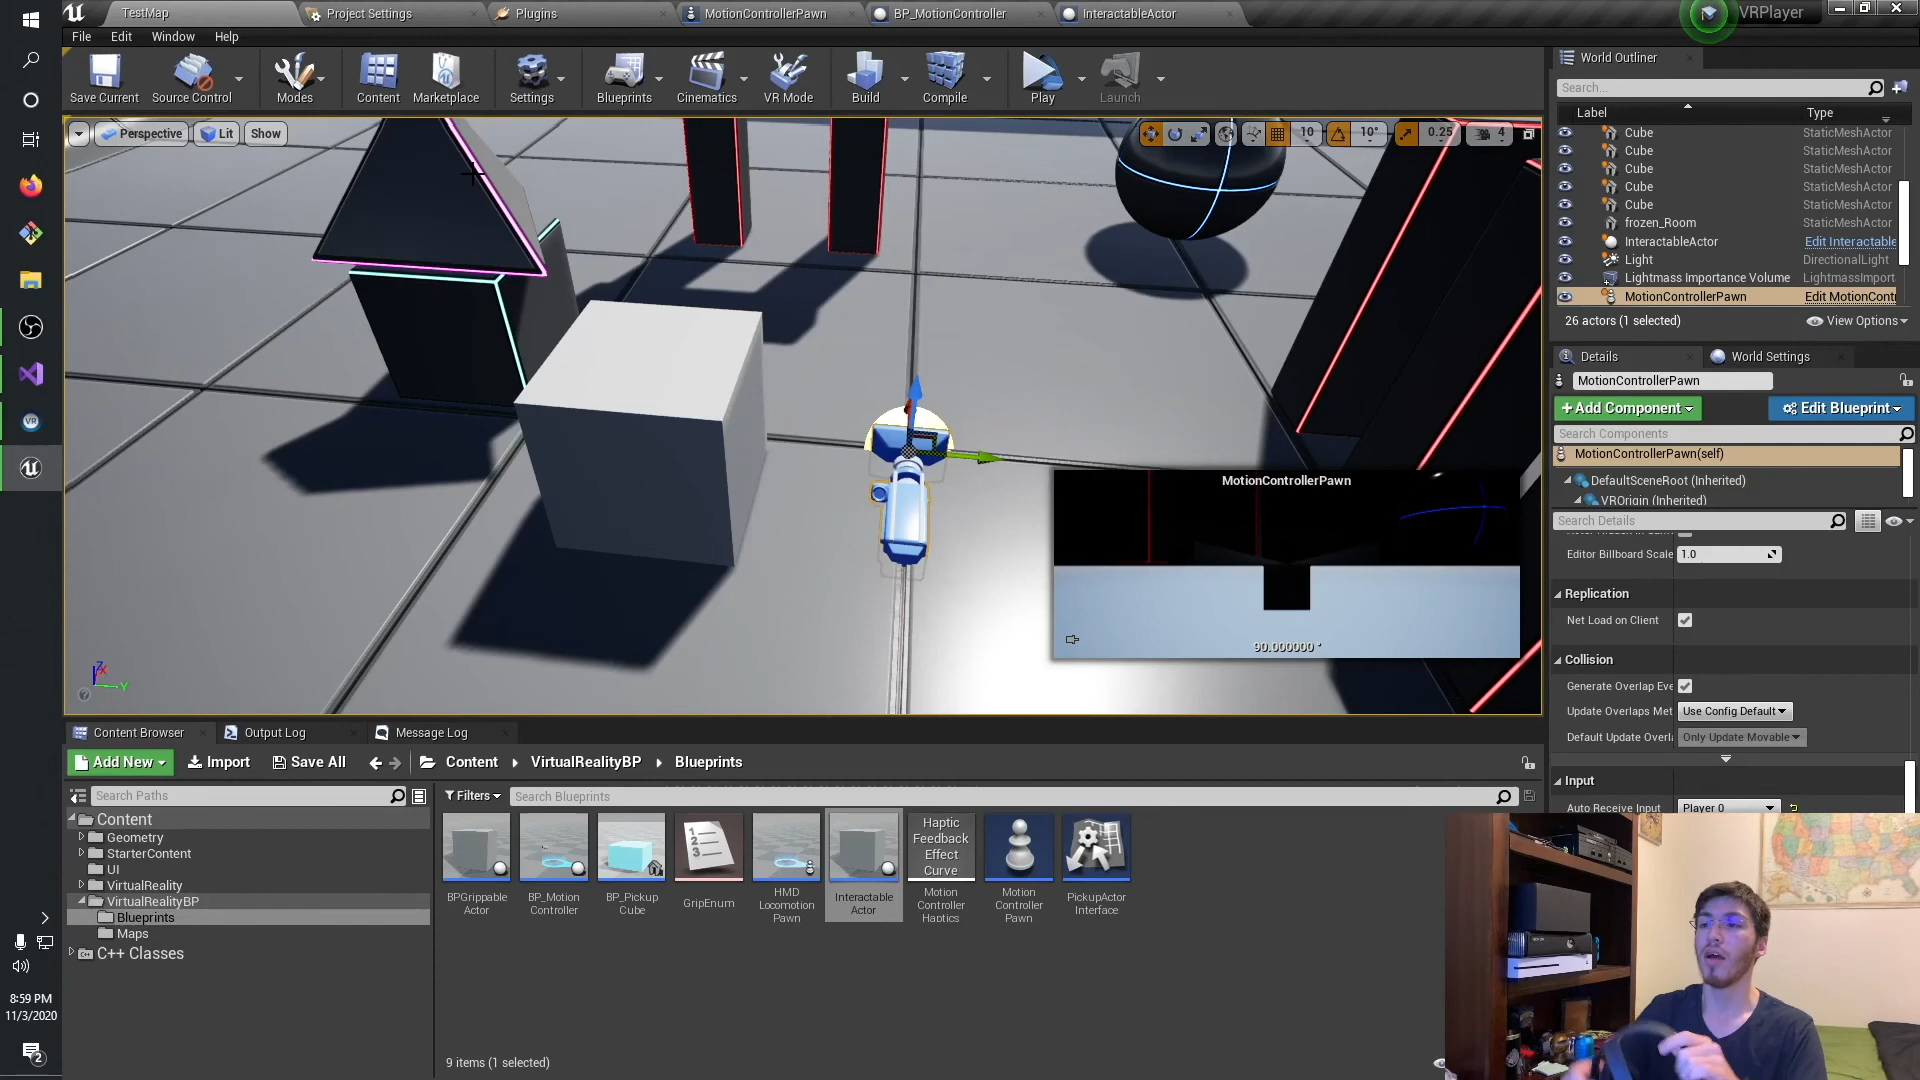 TestMap
Project Settings
Plugins
MotionControllerPawn
BP_MotionController
InteractableActor
VRPlayer
File
Edit
Window
Help
Save Current
Source Control
Modes
Content
Marketplace
Settings
Blueprints
Cinematics
VR Mode
Build
Compile
Play
Launch
Perspective
Lit
Show
10
10°
0.25
4
World Outliner
Search...
Label
Type
Cube
StaticMeshActor
Cube
StaticMeshActor
Cube
StaticMeshActor
Cube
StaticMeshActor
Cube
StaticMeshActor
frozen_Room
StaticMeshActor
InteractableActor
Edit Interactable
Light
DirectionalLight
Lightmass Importance Volume
LightmassImport
MotionControllerPawn
Edit MotionContr
26 actors (1 selected)
View Options
Details
World Settings
MotionControllerPawn
+Add Component
Edit Blueprint
Search Components
MotionControllerPawn(self)
DefaultSceneRoot (Inherited)
VROrigin (Inherited)
Search Details
Editor Billboard Scale
1.0
Replication
Net Load on Client
Collision
Generate Overlap Eve
Update Overlaps Met
Use Config Default
Default Update Overl
Only Update Movable
Input
Auto Receive Input
Player 0
MotionControllerPawn
90.000000 °
Z
X
Y
Content Browser
Output Log
Message Log
Add New
Import
Save All
Content
VirtualRealityBP
Blueprints
Search Paths
Filters
Search Blueprints
Content
Geometry
StarterContent
UI
VirtualReality
VirtualRealityBP
Blueprints
Maps
C++ Classes
BPGrippable
Actor
BP_Motion
Controller
BP_Pickup
Cube
GripEnum
HMD
Locomotion
Pawn
Interactable
Actor
Haptic
Feedback
Effect
Curve
Motion
Controller
Haptics
Motion
Controller
Pawn
PickupActor
Interface
9 items (1 selected)
8:59 PM
11/3/2020
2